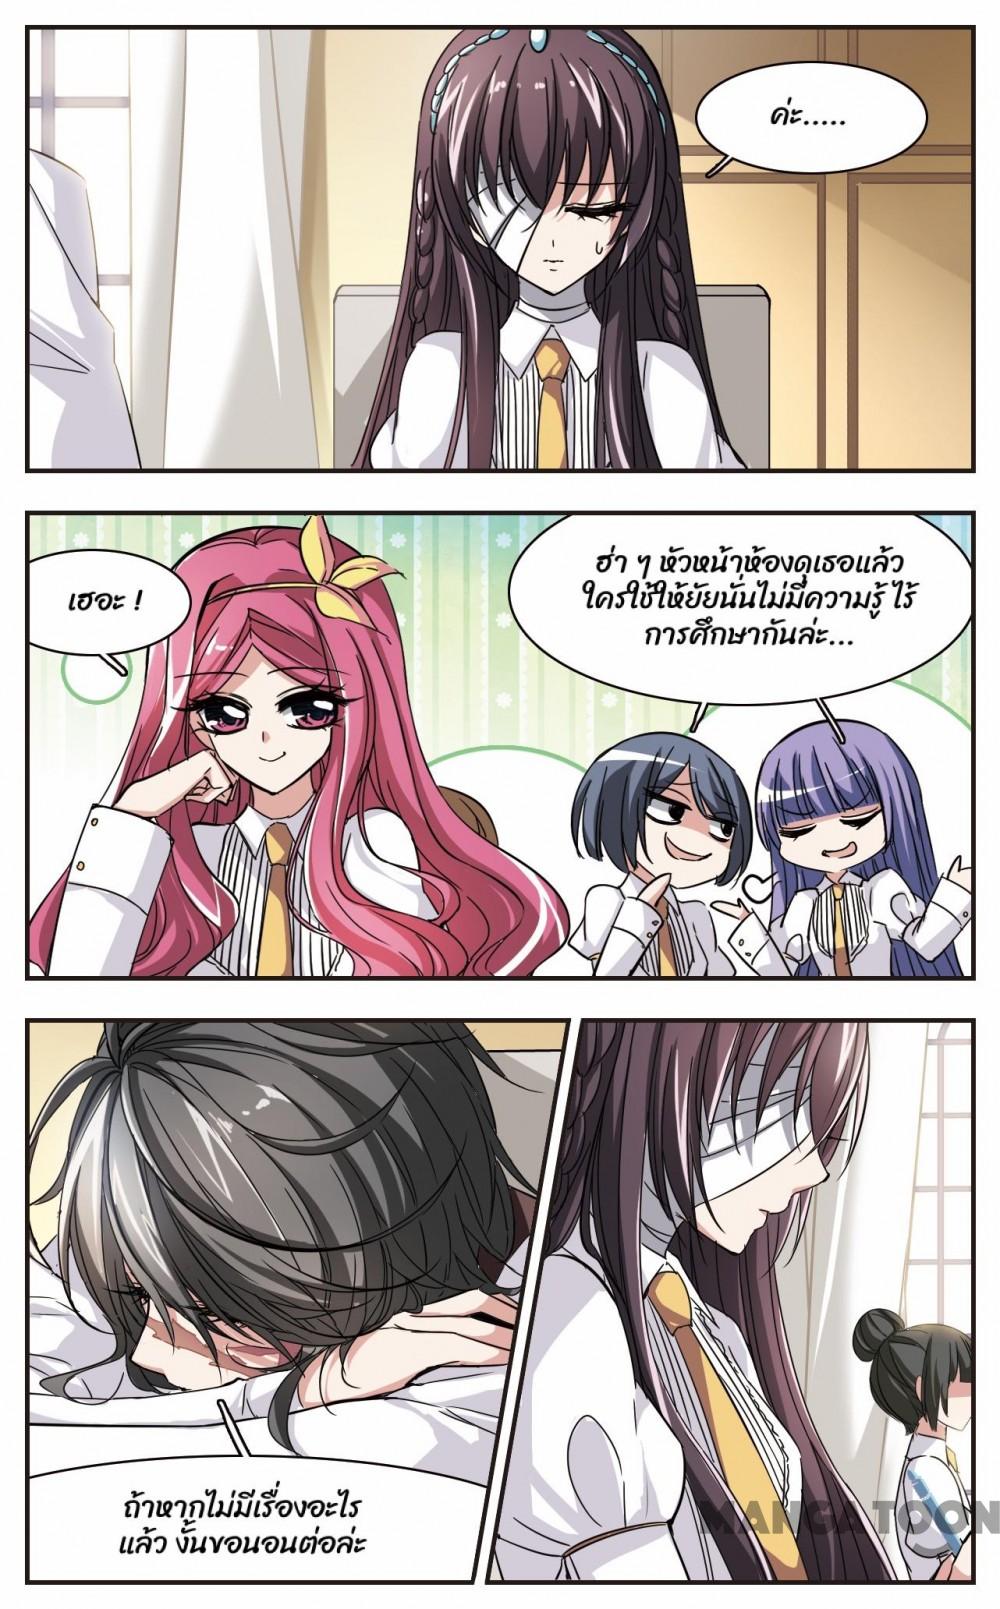 ค่ะ.....
เฮอะ !
ฮ่า ๆ หัวหน้าห้องดุเธอแล้ว
ใครใช้ให้ยัยนั่นไม่มีความรู้ ไร้
การศึกษากันล่ะ...
ถ้าหากไม่มีเรื่องอะไร
แล้ว งั้นขอนอนต่อล่ะ
MANGATOON